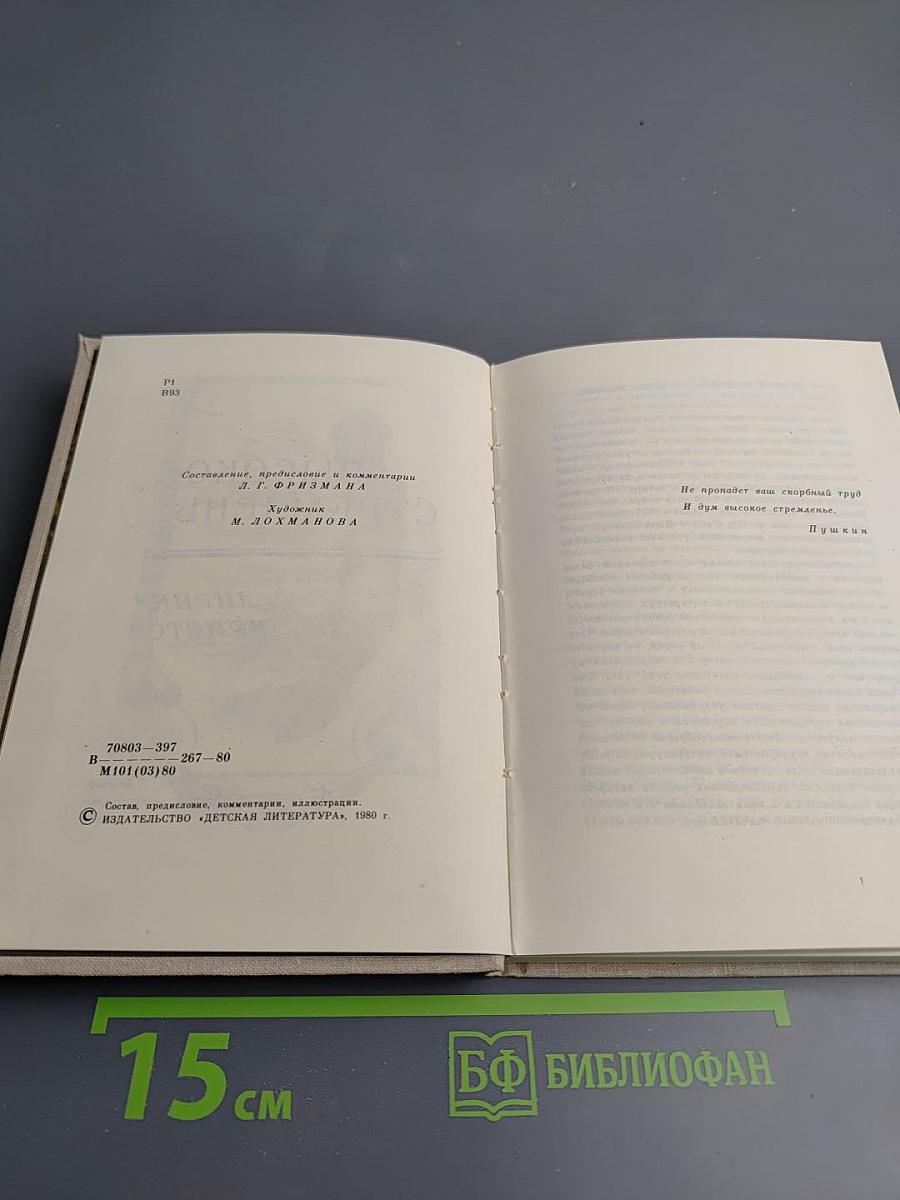 Р1
В93
Составление, предисловие и комментарии
Л. Г. ФРИЗМАНА
Художник
М. ЛОХМАНОВА
70803—397
В——————267—80
М101(03)80
Состав, предисловие, комментарии, иллюстрации.
© ИЗДАТЕЛЬСТВО «ДЕТСКАЯ ЛИТЕРАТУРА», 1980 г.
Не пропадет ваш скорбный труд
И дум высокое стремленье.
Пушкин
15 см
БФ БИБЛИОФАН